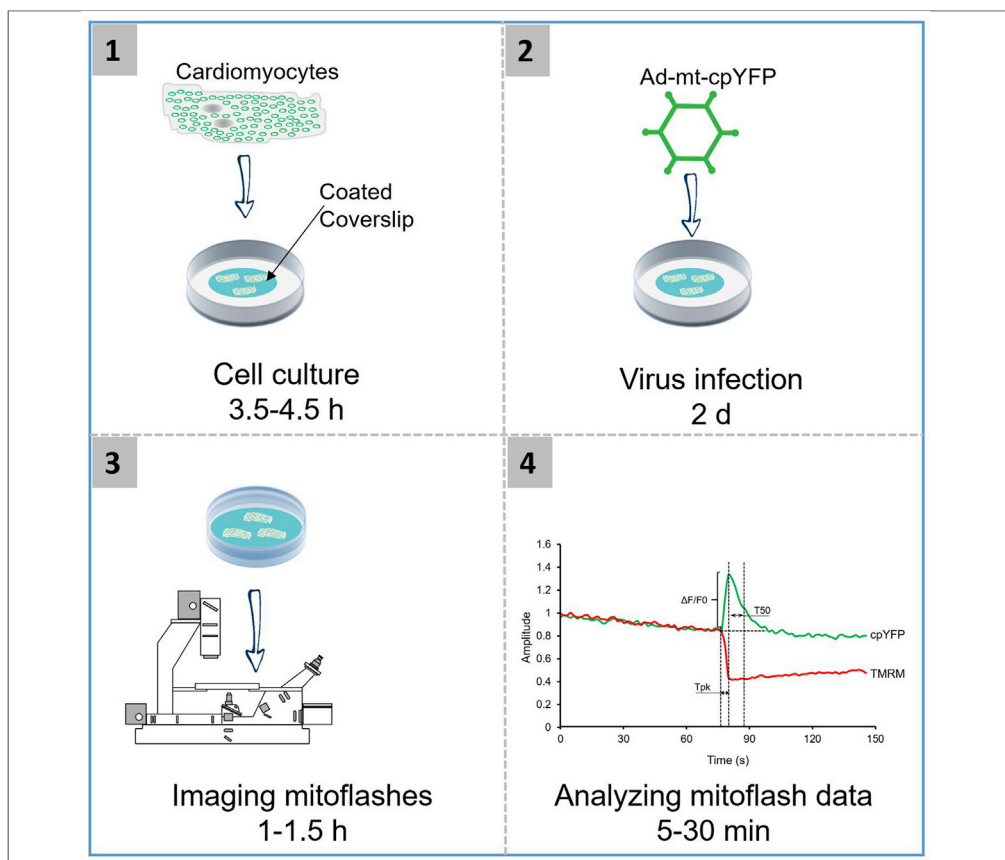 1
Cardiomyocytes
Coated
Coverslip
Cell culture
3.5-4.5 h
2
Ad-mt-cpYFP
Virus infection
2 d
3
Imaging mitoflashes
1-1.5 h
4
1.6
1.4
1.2
1
0.8
0.6
0.4
0.2
0
Amplitude
ΔF/F0
T50
cpYFP
TMRM
Tpk
0
30
60
90
120
150
Time (s)
Analyzing mitoflash data
5-30 min